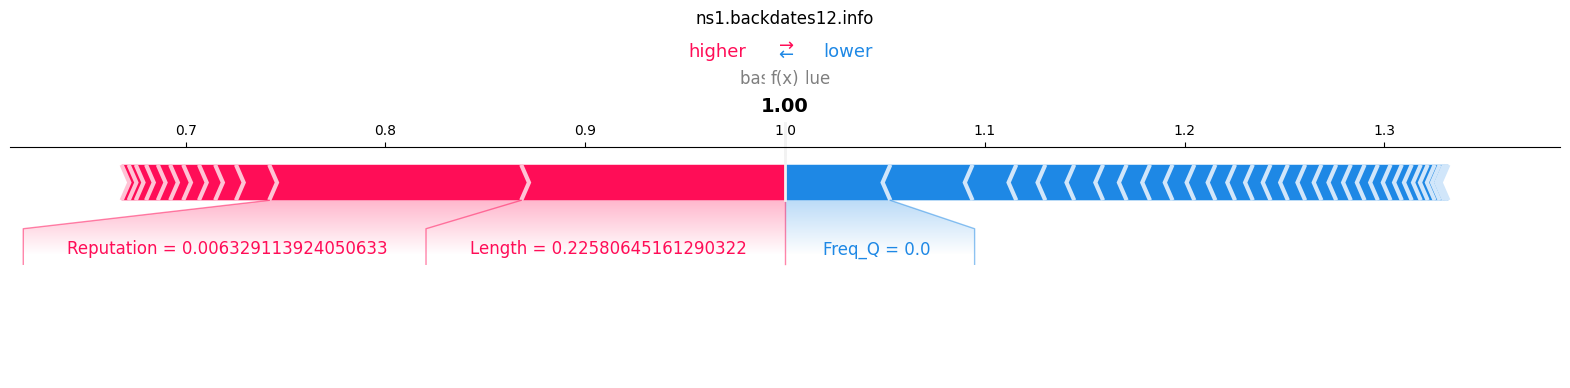 ns1.backdates12.info
higher ⇄ lower
f(x)
1.00
0.7 0.8 0.9 1.0 1.1 1.2 1.3
Reputation = 0.006329113924050633 Length = 0.22580645161290322 Freq_Q = 0.0